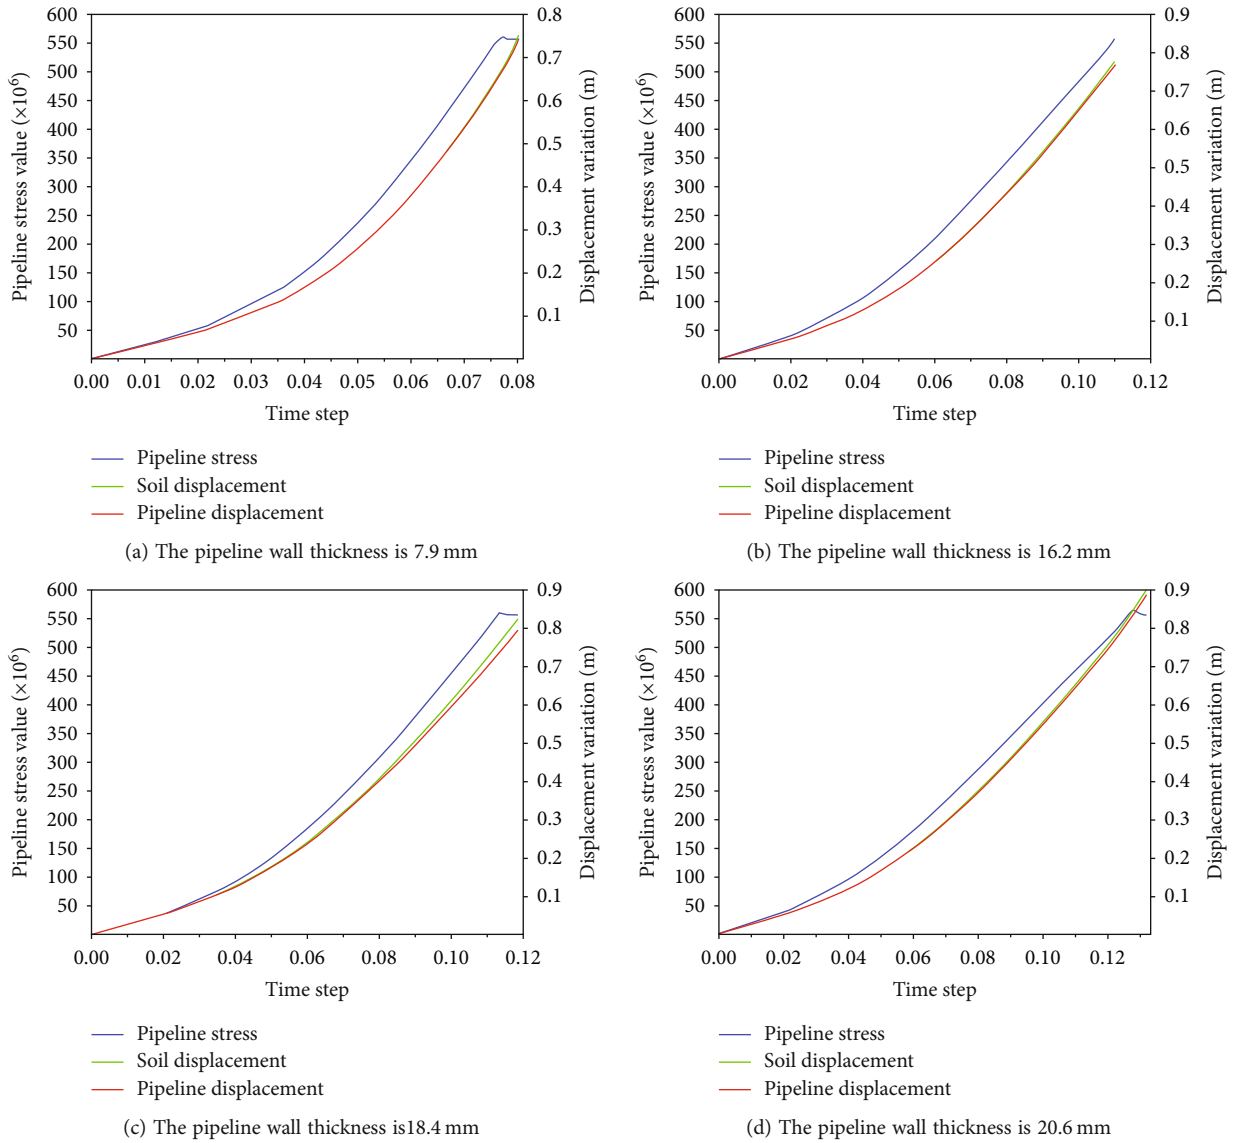 600
550
500
450
400
350
300
250
200
150
100
50
Pipeline stress value (×10⁶)
0.8
0.7
0.6
0.5
0.4
0.3
0.2
0.1
Displacement variation (m)
0.00 0.01 0.02 0.03 0.04 0.05 0.06 0.07 0.08
Time step
Pipeline stress
Soil displacement
Pipeline displacement
(a) The pipeline wall thickness is 7.9 mm
600
550
500
450
400
350
300
250
200
150
100
50
Pipeline stress value (×10⁶)
0.9
0.8
0.7
0.6
0.5
0.4
0.3
0.2
0.1
Displacement variation (m)
0.00 0.02 0.04 0.06 0.08 0.10 0.12
Time step
Pipeline stress
Soil displacement
Pipeline displacement
(b) The pipeline wall thickness is 16.2 mm
600
550
500
450
400
350
300
250
200
150
100
50
Pipeline stress value (×10⁶)
0.9
0.8
0.7
0.6
0.5
0.4
0.3
0.2
0.1
Displacement variation (m)
0.00 0.02 0.04 0.06 0.08 0.10 0.12
Time step
Pipeline stress
Soil displacement
Pipeline displacement
(c) The pipeline wall thickness is18.4 mm
600
550
500
450
400
350
300
250
200
150
100
50
Pipeline stress value (×10⁶)
0.9
0.8
0.7
0.6
0.5
0.4
0.3
0.2
0.1
Displacement variation (m)
0.00 0.02 0.04 0.06 0.08 0.10 0.12
Time step
Pipeline stress
Soil displacement
Pipeline displacement
(d) The pipeline wall thickness is 20.6 mm